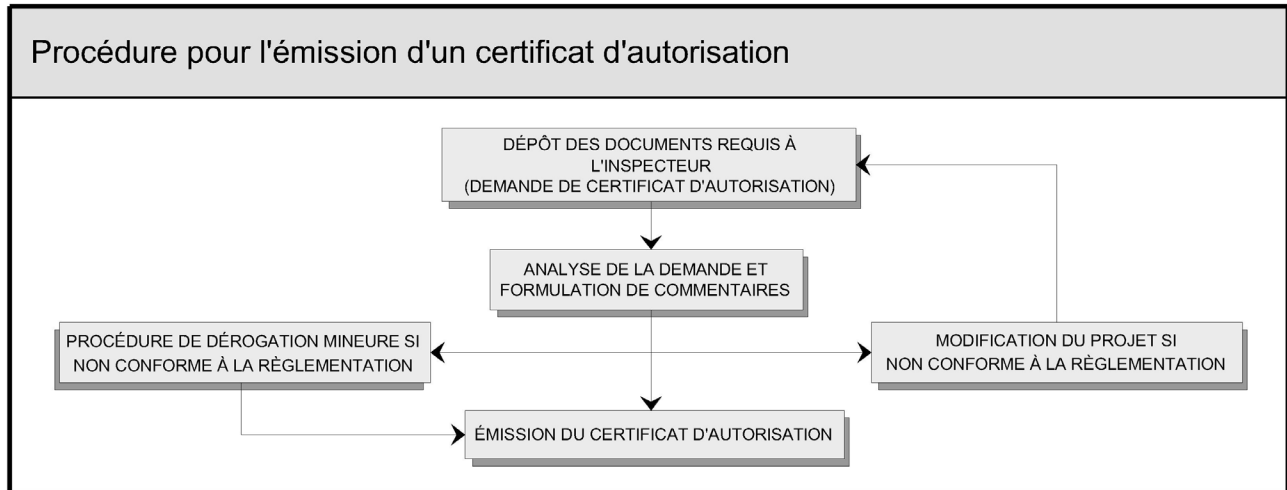 Procédure pour l'émission d'un certificat d'autorisation
DÉPÔT DES DOCUMENTS REQUIS À
L'INSPECTEUR
(DEMANDE DE CERTIFICAT D'AUTORISATION)
ANALYSE DE LA DEMANDE ET
FORMULATION DE COMMENTAIRES
PROCÉDURE DE DÉROGATION MINEURE SI
NON CONFORME À LA RÈGLEMENTATION
MODIFICATION DU PROJET SI
NON CONFORME À LA RÈGLEMENTATION
ÉMISSION DU CERTIFICAT D'AUTORISATION